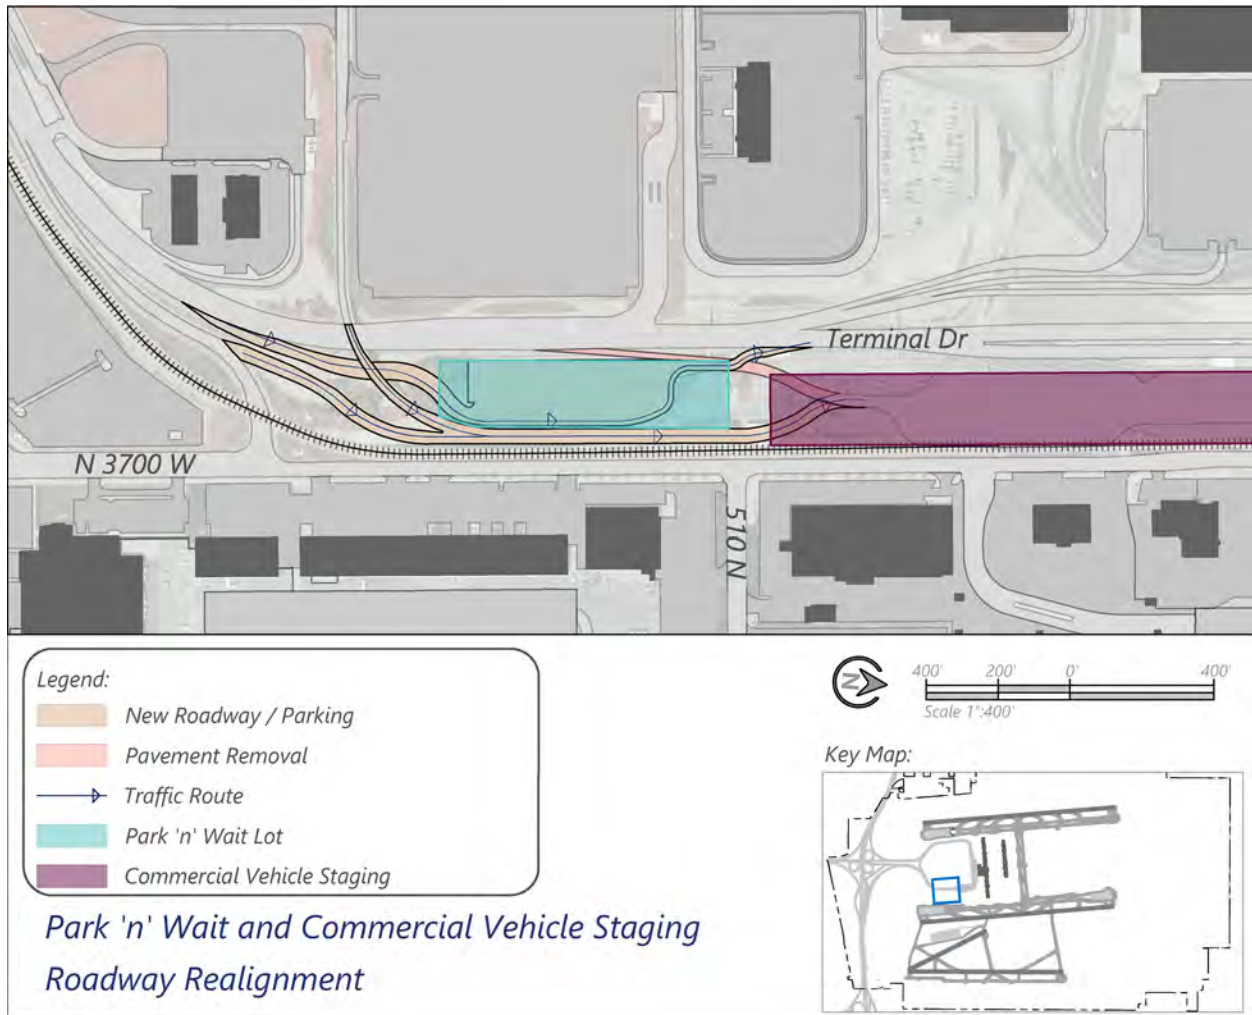 Terminal Dr
N 3700 W
510 N
Legend:
New Roadway / Parking
Pavement Removal
Traffic Route
Park 'n' Wait Lot
Commercial Vehicle Staging
N
400' 200' 0' 400'
Scale 1":400'
Key Map:
Park 'n' Wait and Commercial Vehicle Staging
Roadway Realignment